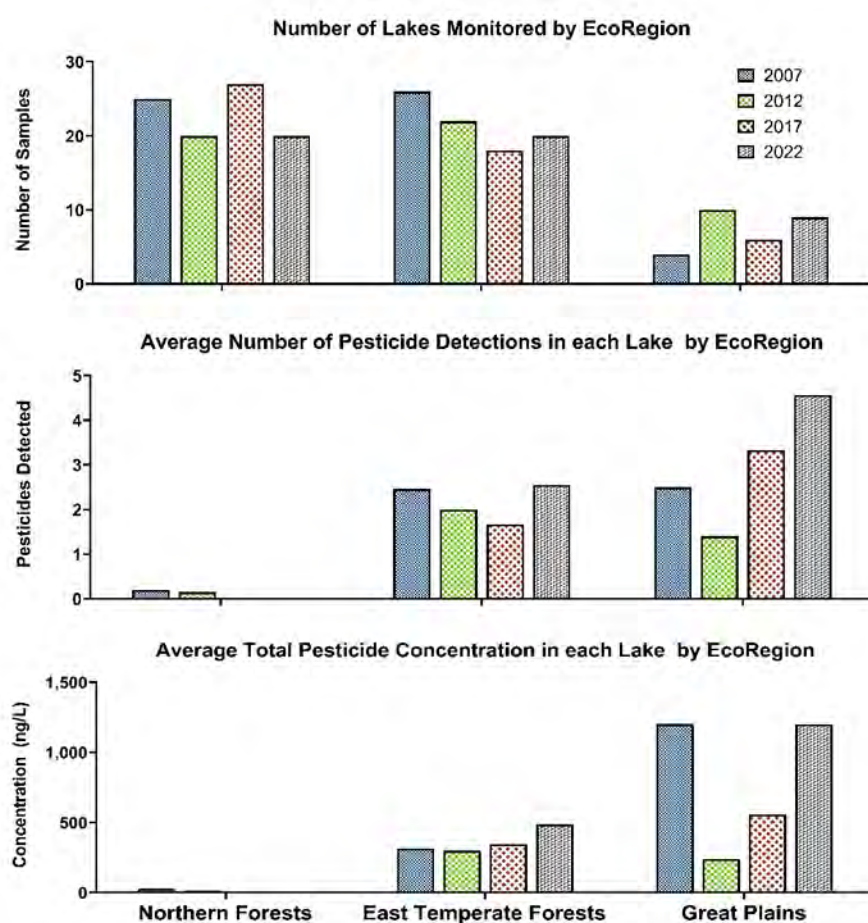 Number of Lakes Monitored by EcoRegion
Number of Samples
30
20
10
0
2007
2012
2017
2022
Average Number of Pesticide Detections in each Lake by EcoRegion
Pesticides Detected
5
4
3
2
1
0
Average Total Pesticide Concentration in each Lake by EcoRegion
Concentration (ng/L)
1,500
1,000
500
0
Northern Forests East Temperate Forests Great Plains